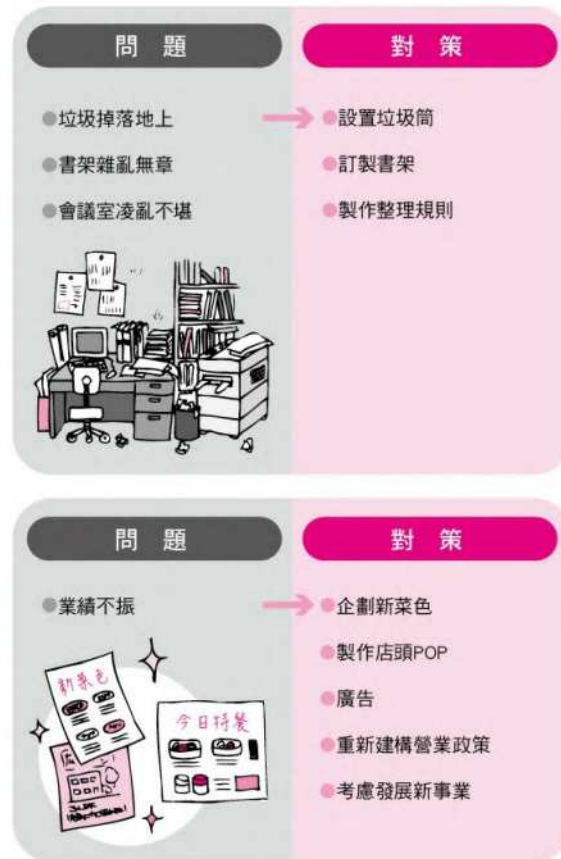 問 題
對 策
●垃圾掉落地上
●設置垃圾筒
●書架雜亂無章
●訂製書架
●會議室凌亂不堪
●製作整理規則
問 題
對 策
●業績不振
●企劃新菜色
●製作店頭POP
●廣告
●重新建構營業政策
●考慮發展新事業
新菜色
今日特餐